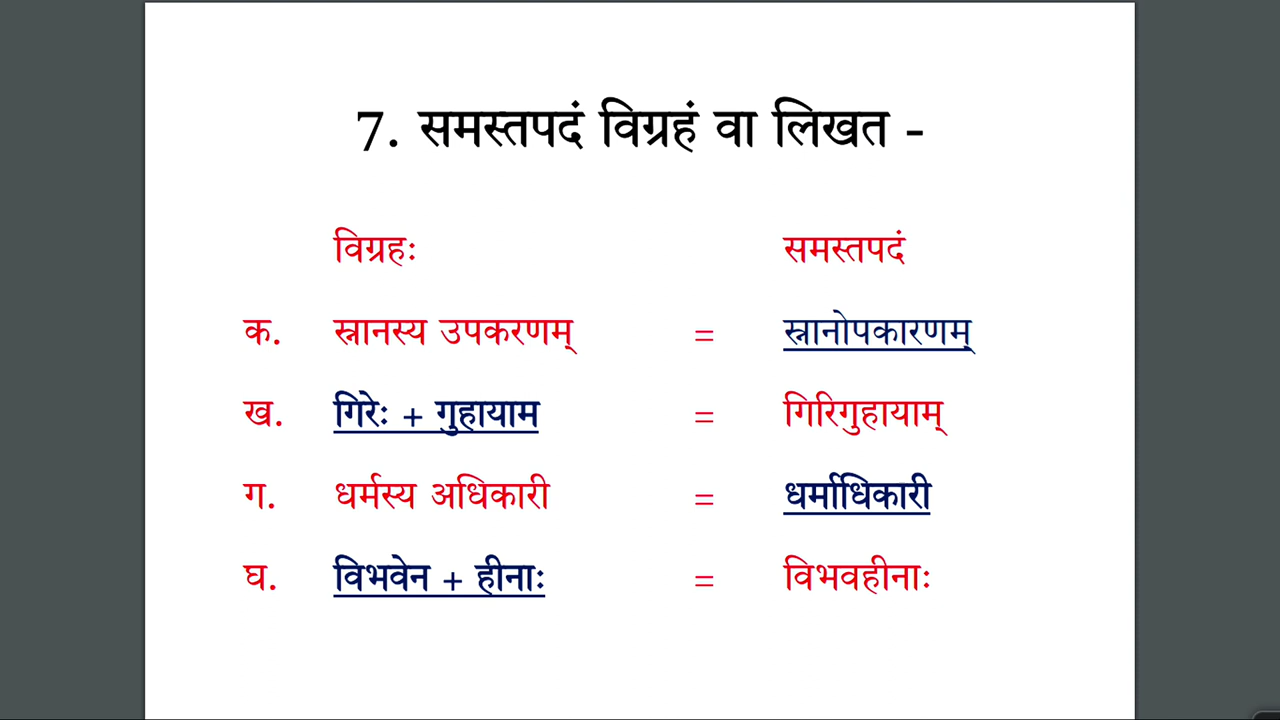 7. समस्तपदं विग्रहं वा लिखत -
विग्रहः समस्तपदं
क. स्नानस्य उपकरणम् = स्नानोपकारणम्
ख. गिरेः + गुहायाम = गिरिगुहायाम्
ग. धर्मस्य अधिकारी = धर्माधिकारी
घ. विभवेन + हीनाः = विभवहीनाः